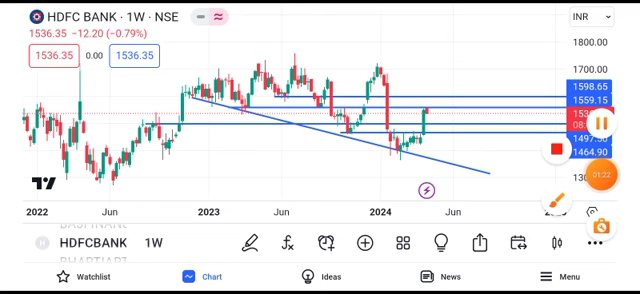 HDFC BANK · 1W · NSE
INR
1536.35 −12.20 (−0.79%)
1536.35 0.00 1536.35
1800.00
1700.00
1598.65
1559.15
1464.90
01:22
2022 Jun 2023 Jun 2024 Jun
HDFCBANK 1W
Watchlist Chart Ideas News Menu